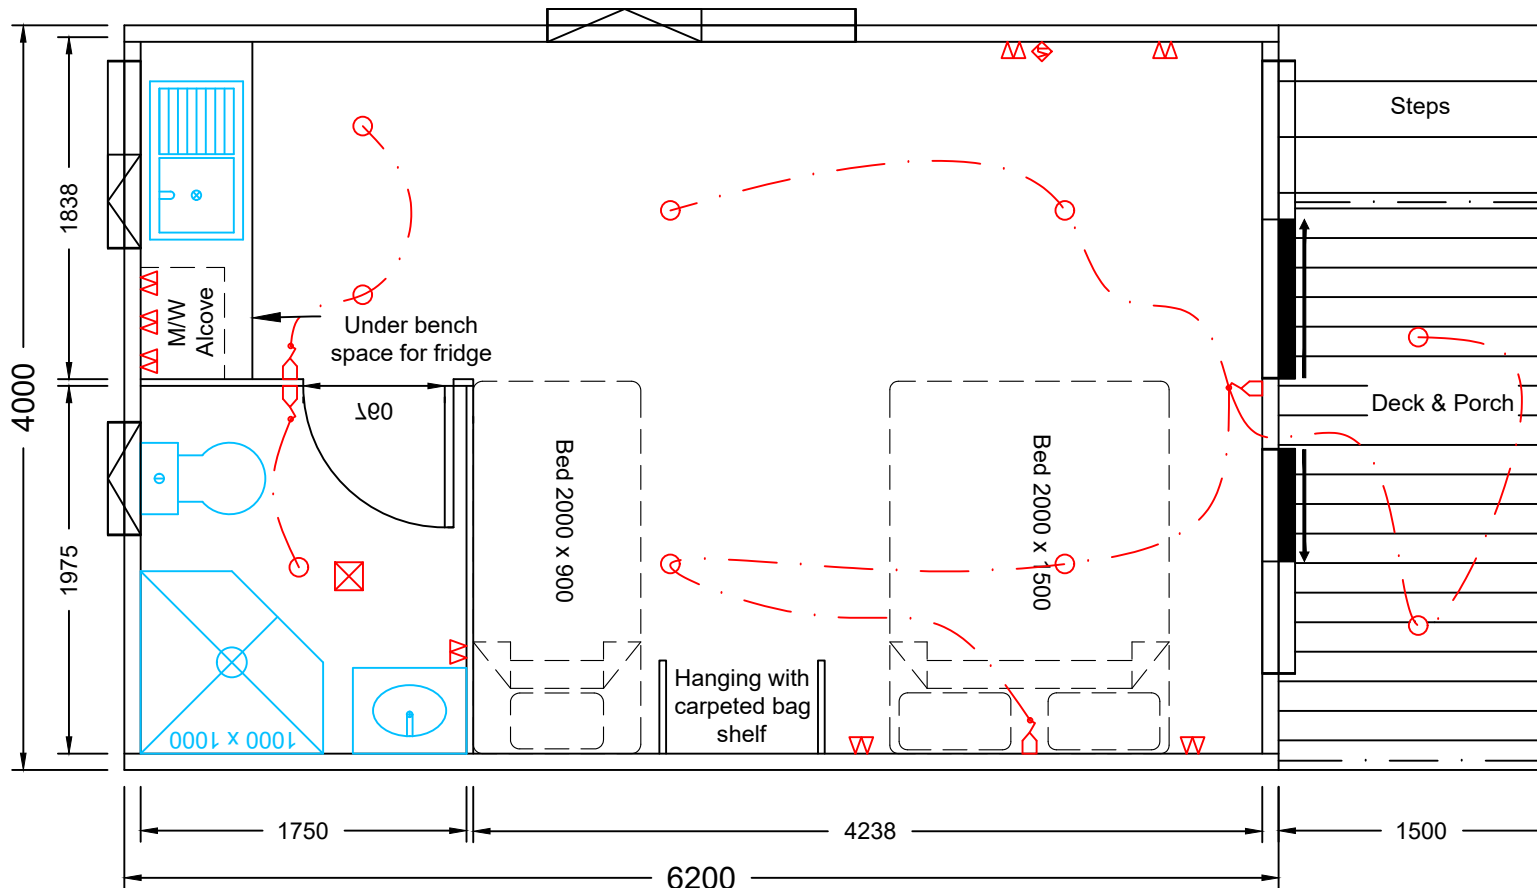 Steps
1838
M/W
Alcove
Under bench
space for fridge
4000
760
Deck & Porch
Bed 2000 x 900
Bed 2000 x 1500
1975
Hanging with
carpeted bag
shelf
1000 x 1000
1750
4238
1500
6200